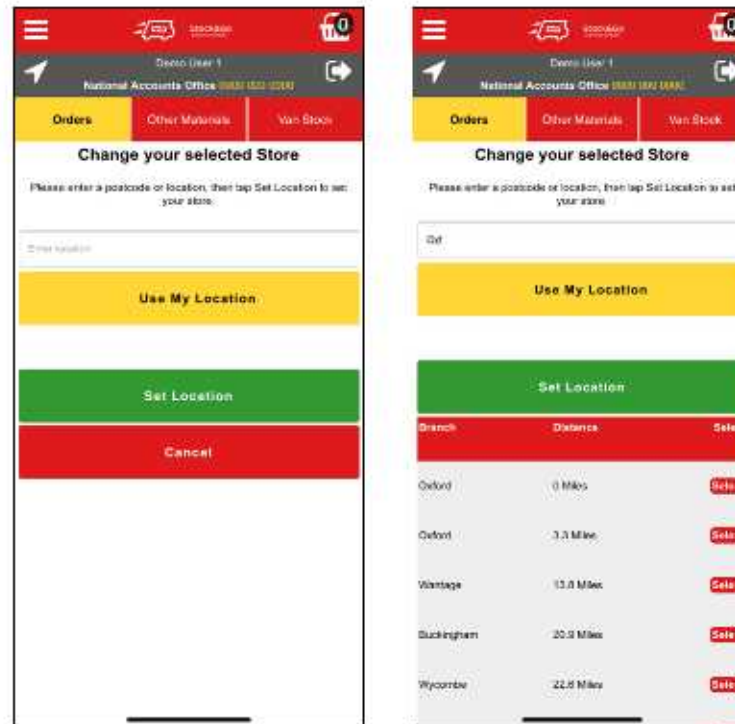 0
Demo User 1
National Accounts Office
Orders
Other Materials
Van Stock
Change your selected Store
Please enter a postcode or location, then tap Set Location to set
your store.
Enter location
Use My Location
Set Location
Cancel
0
Demo User 1
National Accounts Office
Orders
Other Materials
Van Stock
Change your selected Store
Please enter a postcode or location, then tap Set Location to set
your store
Oxf
Use My Location
Set Location
Branch Distance
Oxford 0 Miles
Oxford 3.3 Miles
Wantage 13.8 Miles
Buckingham 20.9 Miles
Wycombe 22.6 Miles